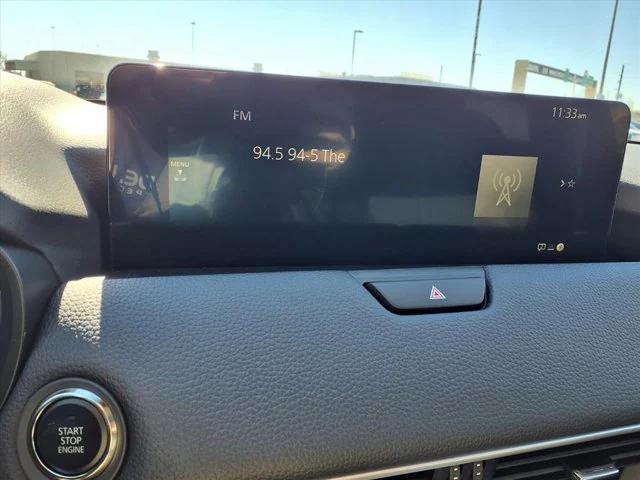 FM
11:33am
94.5 94-5 The
MENU
START
STOP
ENGINE